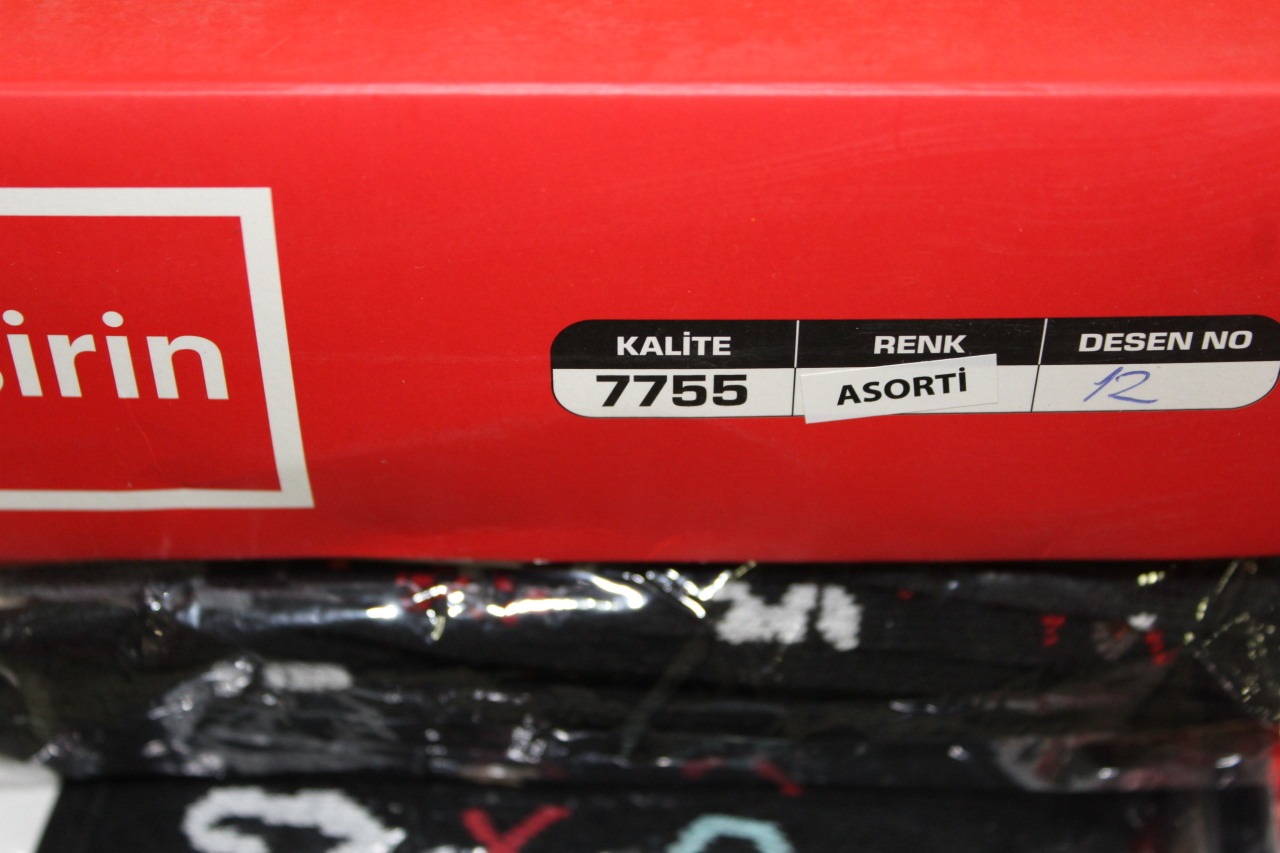 şirin
KALİTE RENK DESEN NO
7755 ASORTİ 12